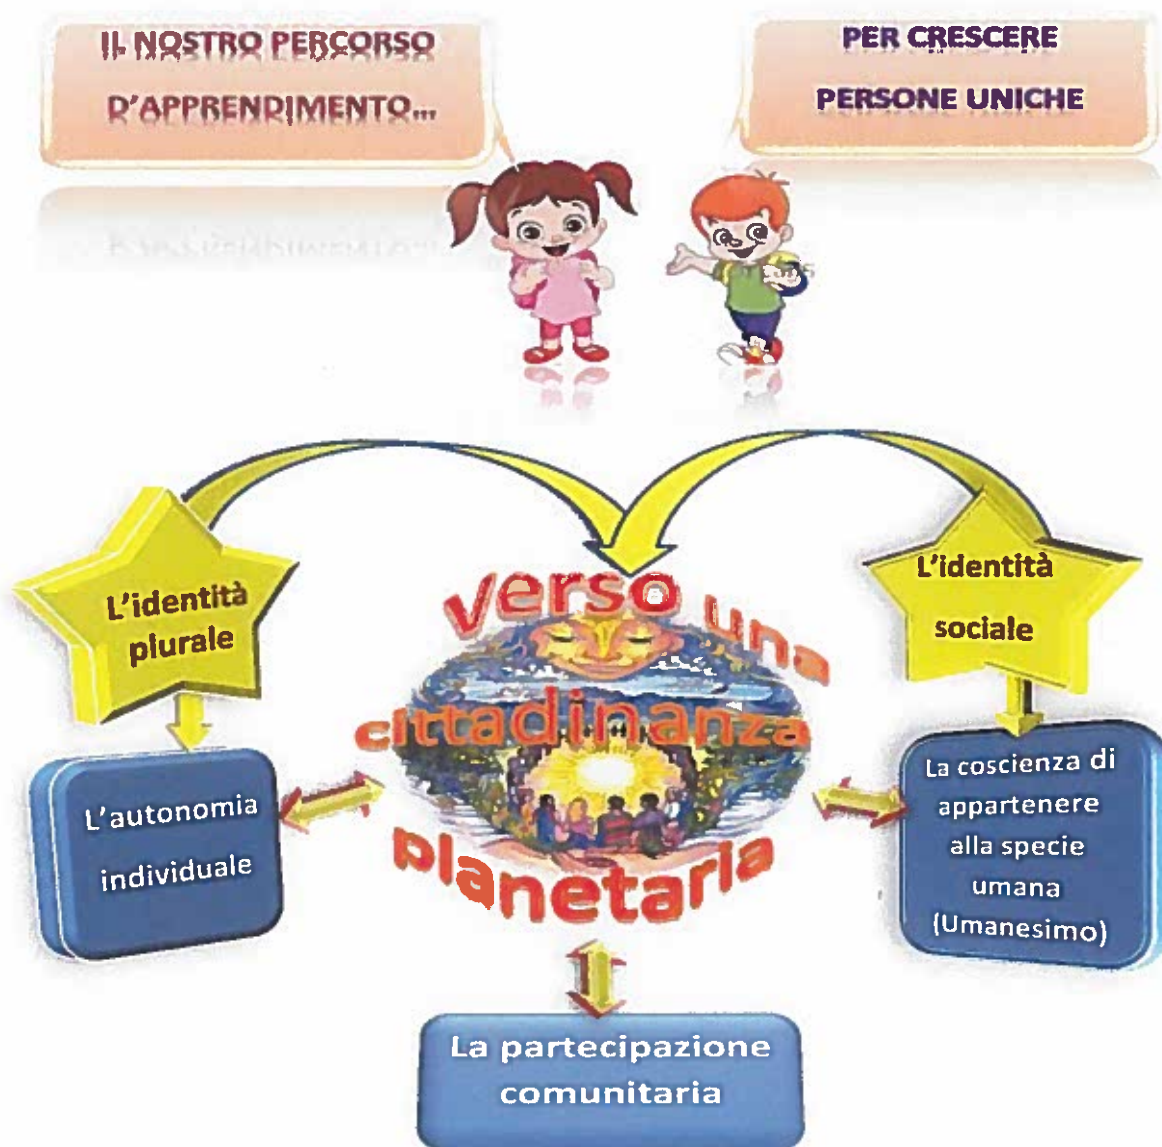 IL NOSTRO PERCORSO
D'APPRENDIMENTO...
PER CRESCERE
PERSONE UNICHE
L'identità
plurale
L'identità
sociale
verso una
cittadinanza
planetaria
L'autonomia
individuale
La coscienza di
appartenere
alla specie
umana
(Umanesimo)
La partecipazione
comunitaria